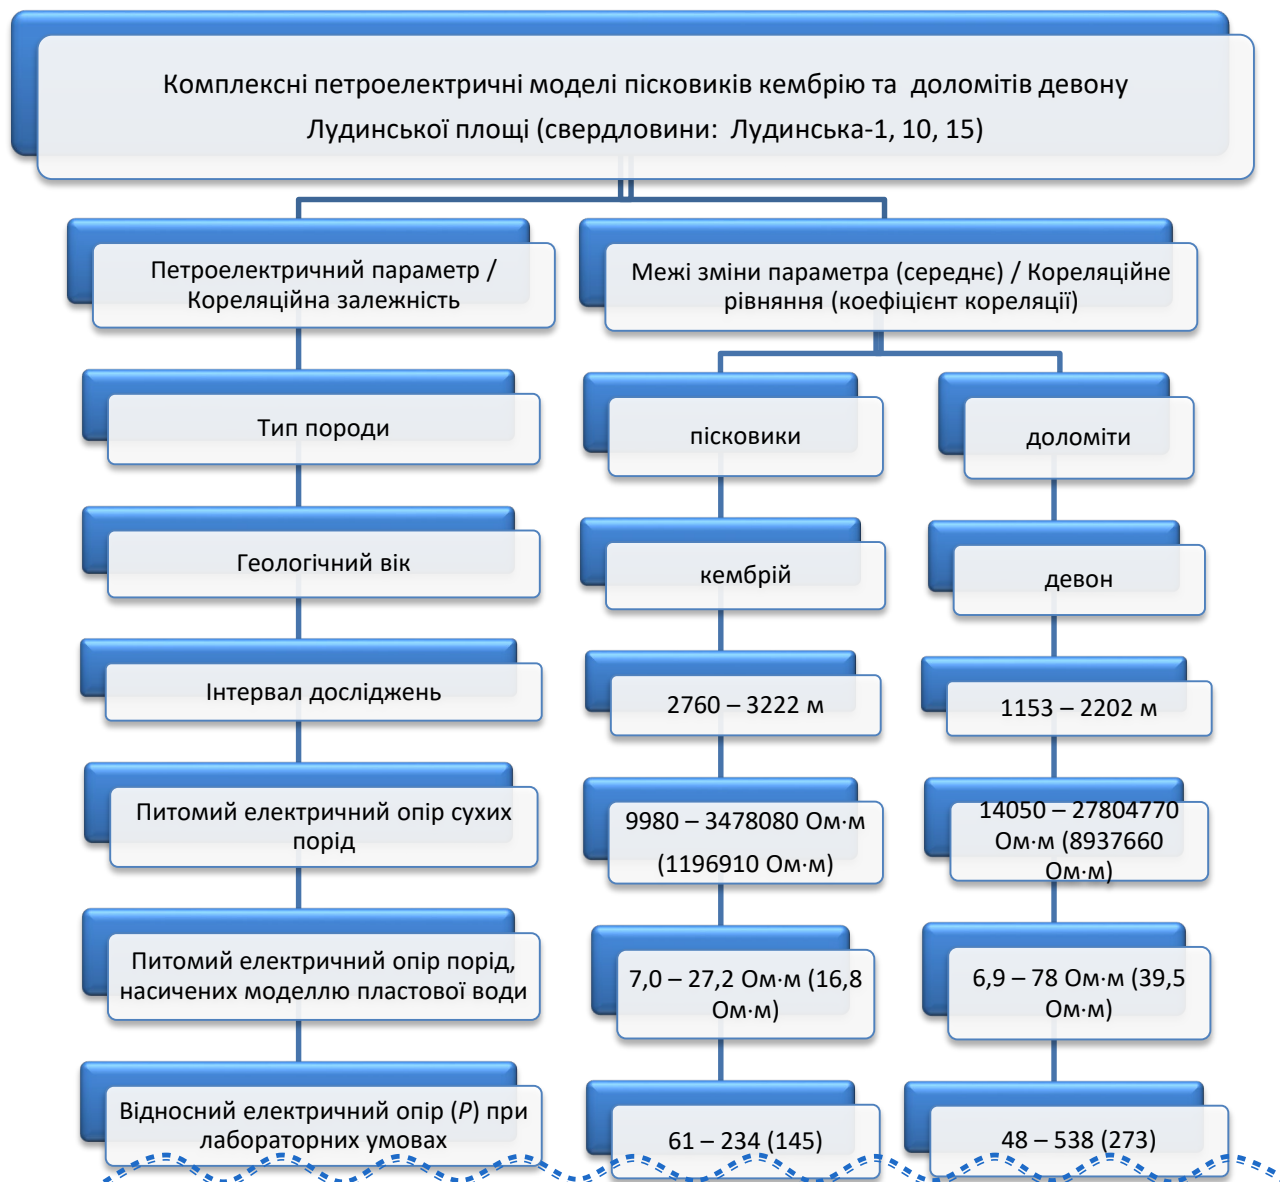 Комплексні петроелектричні моделі пісковиків кембрію та доломітів девону
Лудинської площі (свердловини: Лудинська-1, 10, 15)
Петроелектричний параметр /
Кореляційна залежність
Межі зміни параметра (середнє) / Кореляційне
рівняння (коефіцієнт кореляції)
Тип породи
пісковики
доломіти
Геологічний вік
кембрій
девон
Інтервал досліджень
2760 – 3222 м
1153 – 2202 м
Питомий електричний опір сухих
порід
9980 – 3478080 Ом·м
(1196910 Ом·м)
14050 – 27804770
Ом·м (8937660
Ом·м)
Питомий електричний опір порід,
насичених моделлю пластової води
7,0 – 27,2 Ом·м (16,8
Ом·м)
6,9 – 78 Ом·м (39,5
Ом·м)
Відносний електричний опір (P) при
лабораторних умовах
61 – 234 (145)
48 – 538 (273)